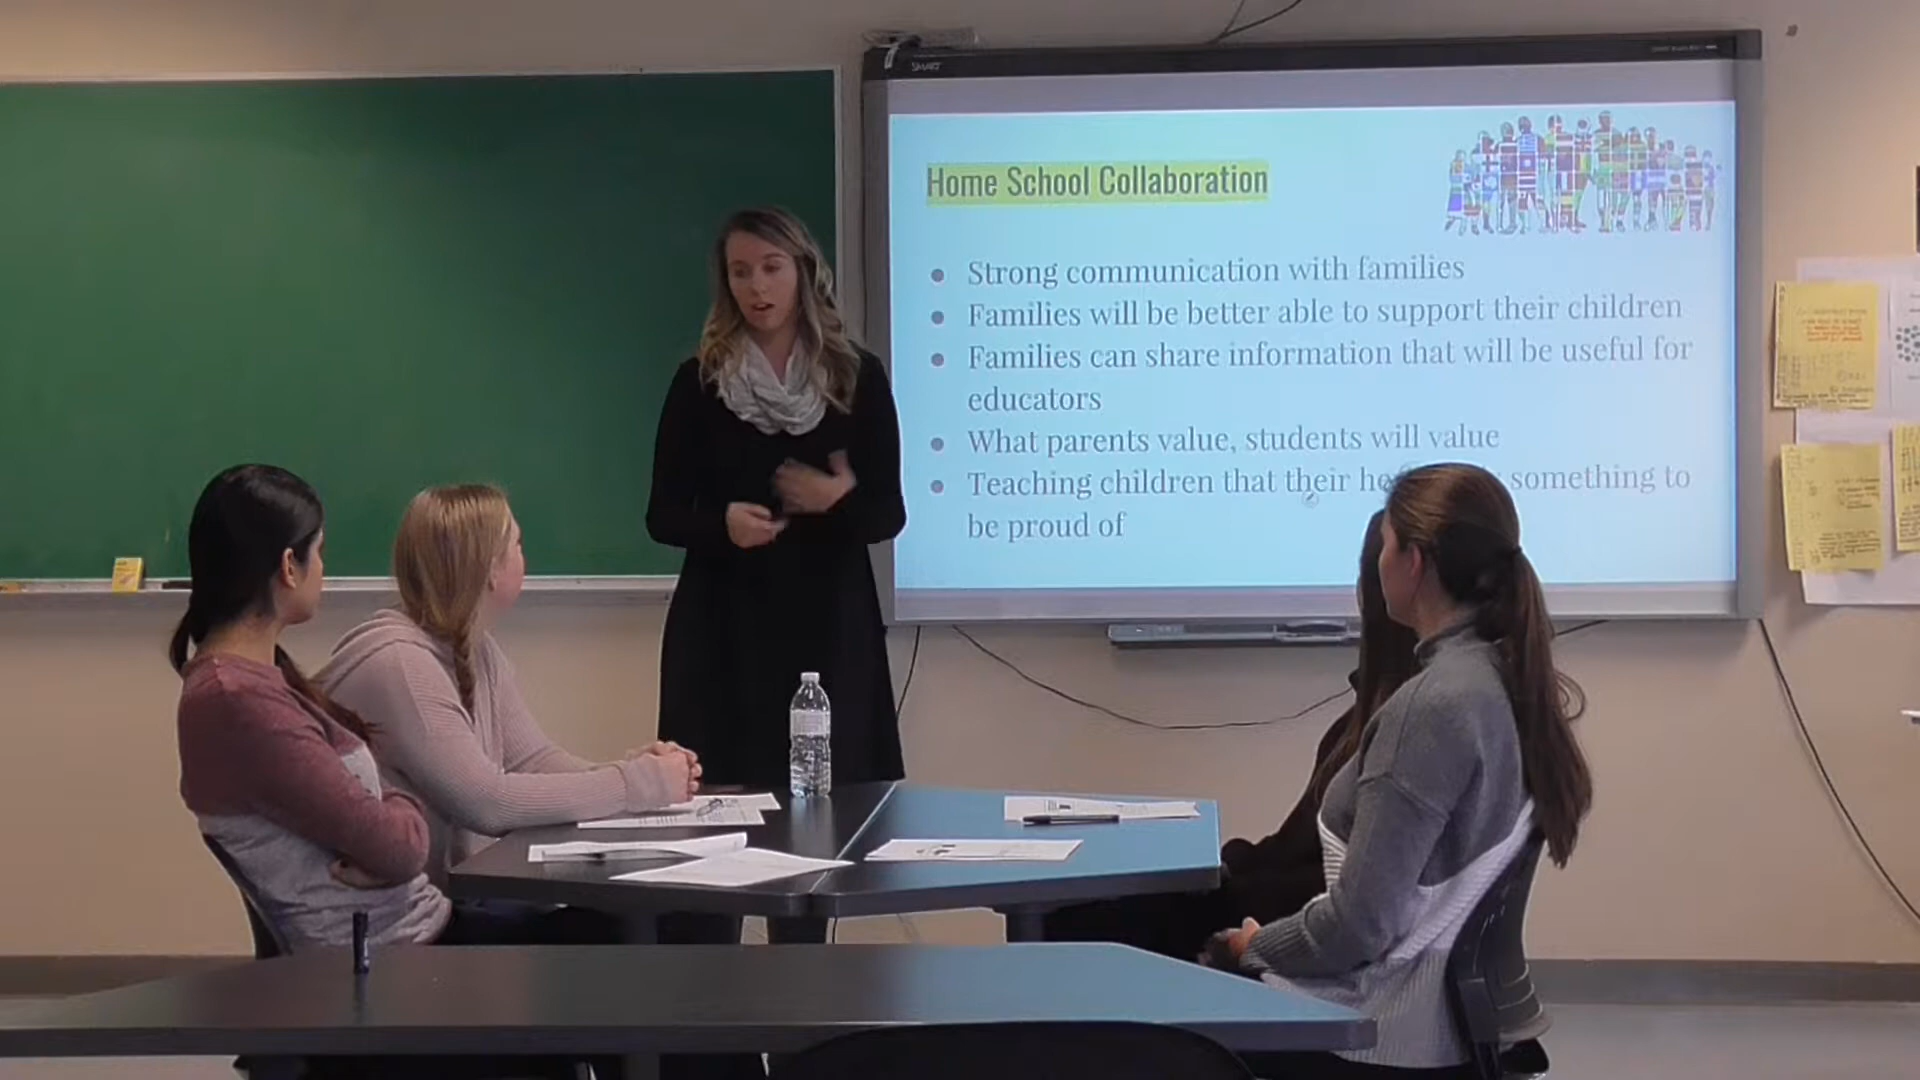 SMART
Home School Collaboration
Strong communication with families
Families will be better able to support their children
Families can share information that will be useful for
educators
What parents value, students will value
Teaching children that their something to
be proud of